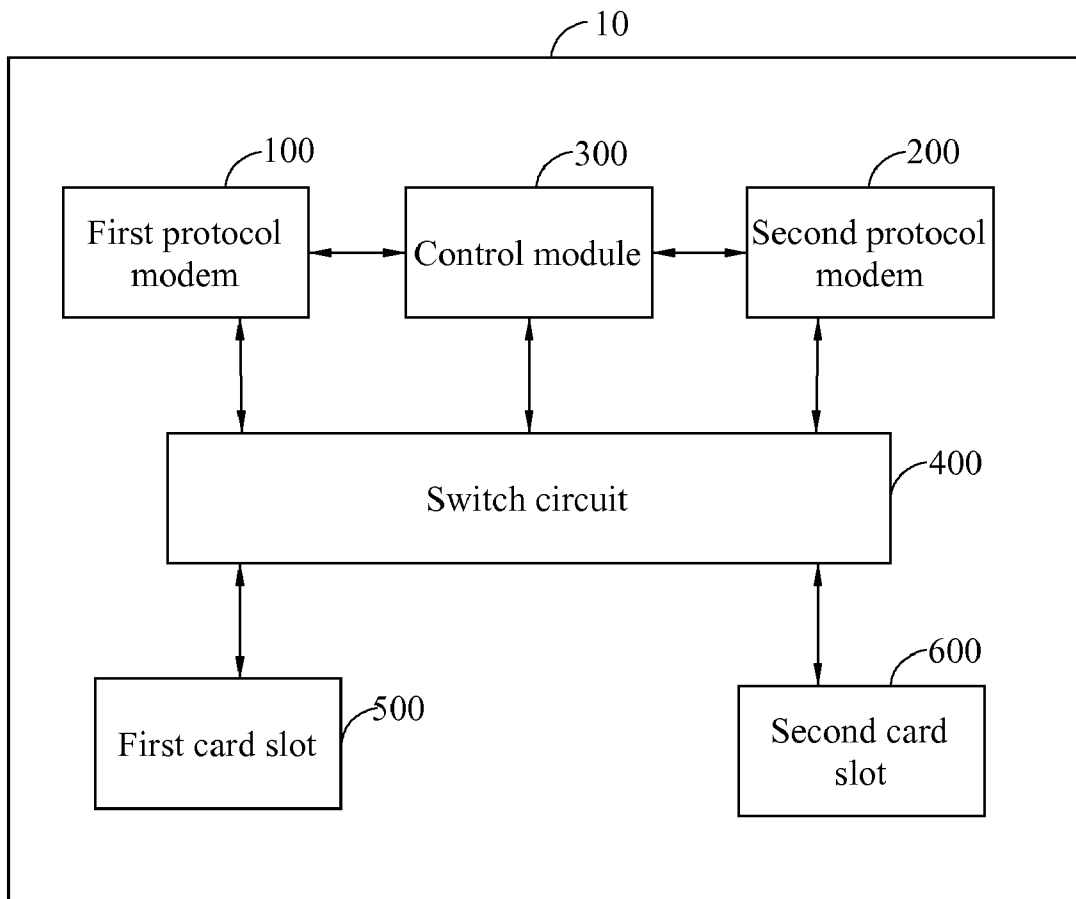 10
100
300
200
First protocol
modem
Control module
Second protocol
modem
400
Switch circuit
600
500
First card slot
Second card
slot